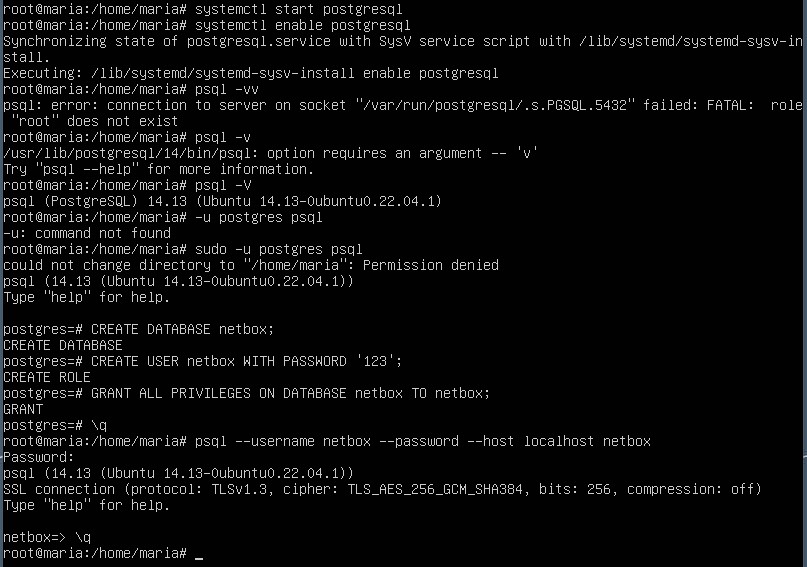 root@maria:/home/maria# systemctl start postgresql
root@maria:/home/maria# systemctl enable postgresql
Synchronizing state of postgresql.service with SysV service script with /lib/systemd/systemd-sysv-in
stall.
Executing: /lib/systemd/systemd-sysv-install enable postgresql
root@maria:/home/maria# psql -vv
psql: error: connection to server on socket "/var/run/postgresql/.s.PGSQL.5432" failed: FATAL:  role
 "root" does not exist
root@maria:/home/maria# psql -v
/usr/lib/postgresql/14/bin/psql: option requires an argument -- 'v'
Try "psql --help" for more information.
root@maria:/home/maria# psql -V
psql (PostgreSQL) 14.13 (Ubuntu 14.13-0ubuntu0.22.04.1)
root@maria:/home/maria# -u postgres psql
-u: command not found
root@maria:/home/maria# sudo -u postgres psql
could not change directory to "/home/maria": Permission denied
psql (14.13 (Ubuntu 14.13-0ubuntu0.22.04.1))
Type "help" for help.

postgres=# CREATE DATABASE netbox;
CREATE DATABASE
postgres=# CREATE USER netbox WITH PASSWORD '123';
CREATE ROLE
postgres=# GRANT ALL PRIVILEGES ON DATABASE netbox TO netbox;
GRANT
postgres=# \q
root@maria:/home/maria# psql --username netbox --password --host localhost netbox
Password:
psql (14.13 (Ubuntu 14.13-0ubuntu0.22.04.1))
SSL connection (protocol: TLSv1.3, cipher: TLS_AES_256_GCM_SHA384, bits: 256, compression: off)
Type "help" for help.

netbox=> \q
root@maria:/home/maria# _